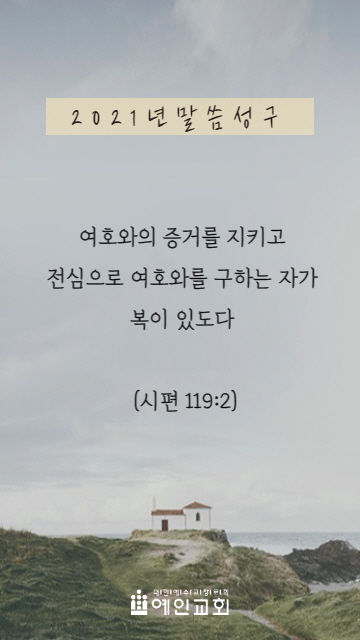 2021년말씀성구
여호와의 증거를 지키고
전심으로 여호와를 구하는 자가
복이 있도다
(시편 119:2)
예인교회